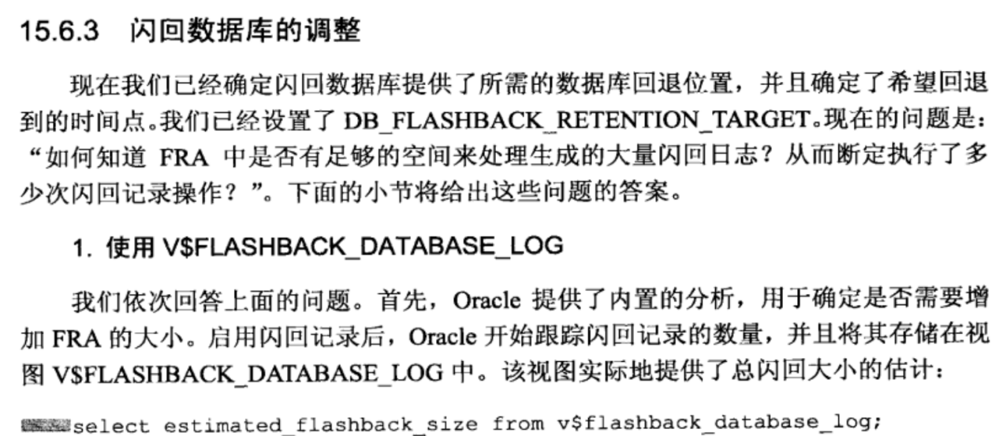 15.6.3 闪回数据库的调整
现在我们已经确定闪回数据库提供了所需的数据库回退位置，并且确定了希望回退
到的时间点。我们已经设置了 DB_FLASHBACK_RETENTION_TARGET。现在的问题是：
“如何知道 FRA 中是否有足够的空间来处理生成的大量闪回日志？从而断定执行了多
少次闪回记录操作？”。下面的小节将给出这些问题的答案。
1. 使用 V$FLASHBACK_DATABASE_LOG
我们依次回答上面的问题。首先，Oracle 提供了内置的分析，用于确定是否需要增
加 FRA 的大小。启用闪回记录后，Oracle 开始跟踪闪回记录的数量，并且将其存储在视
图 V$FLASHBACK_DATABASE_LOG 中。该视图实际地提供了总闪回大小的估计：
select estimated_flashback_size from v$flashback_database_log;